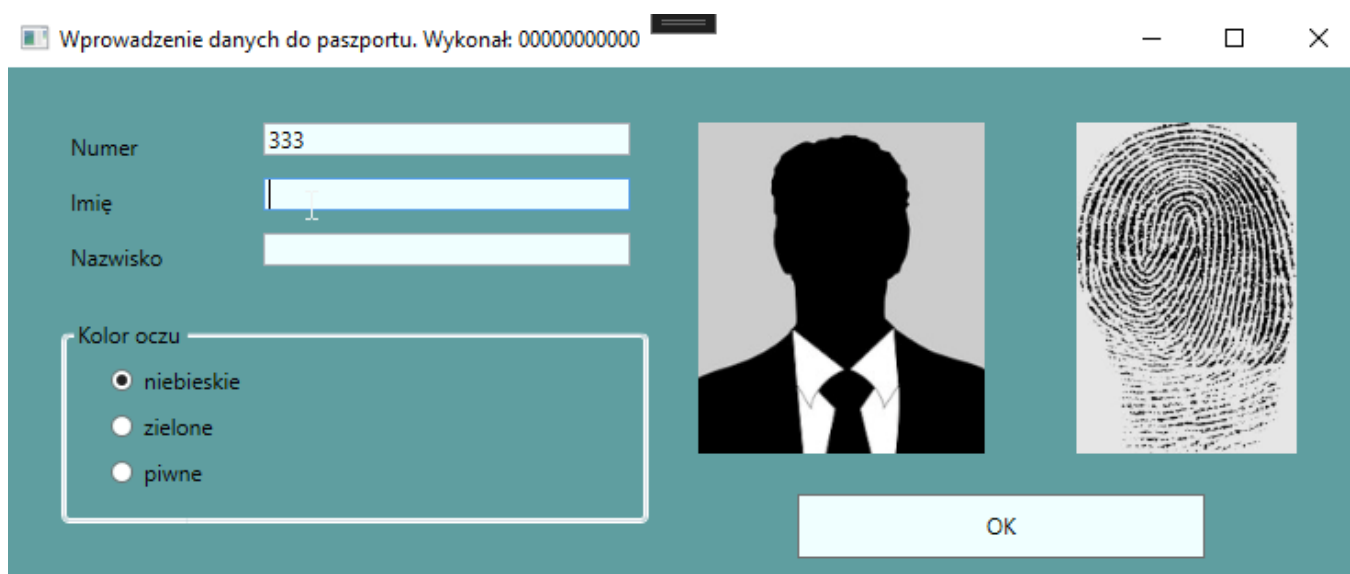 Wprowadzenie danych do paszportu. Wykonał: 00000000000
Numer 333
Imię
Nazwisko
Kolor oczu
niebieskie
zielone
piwne
OK